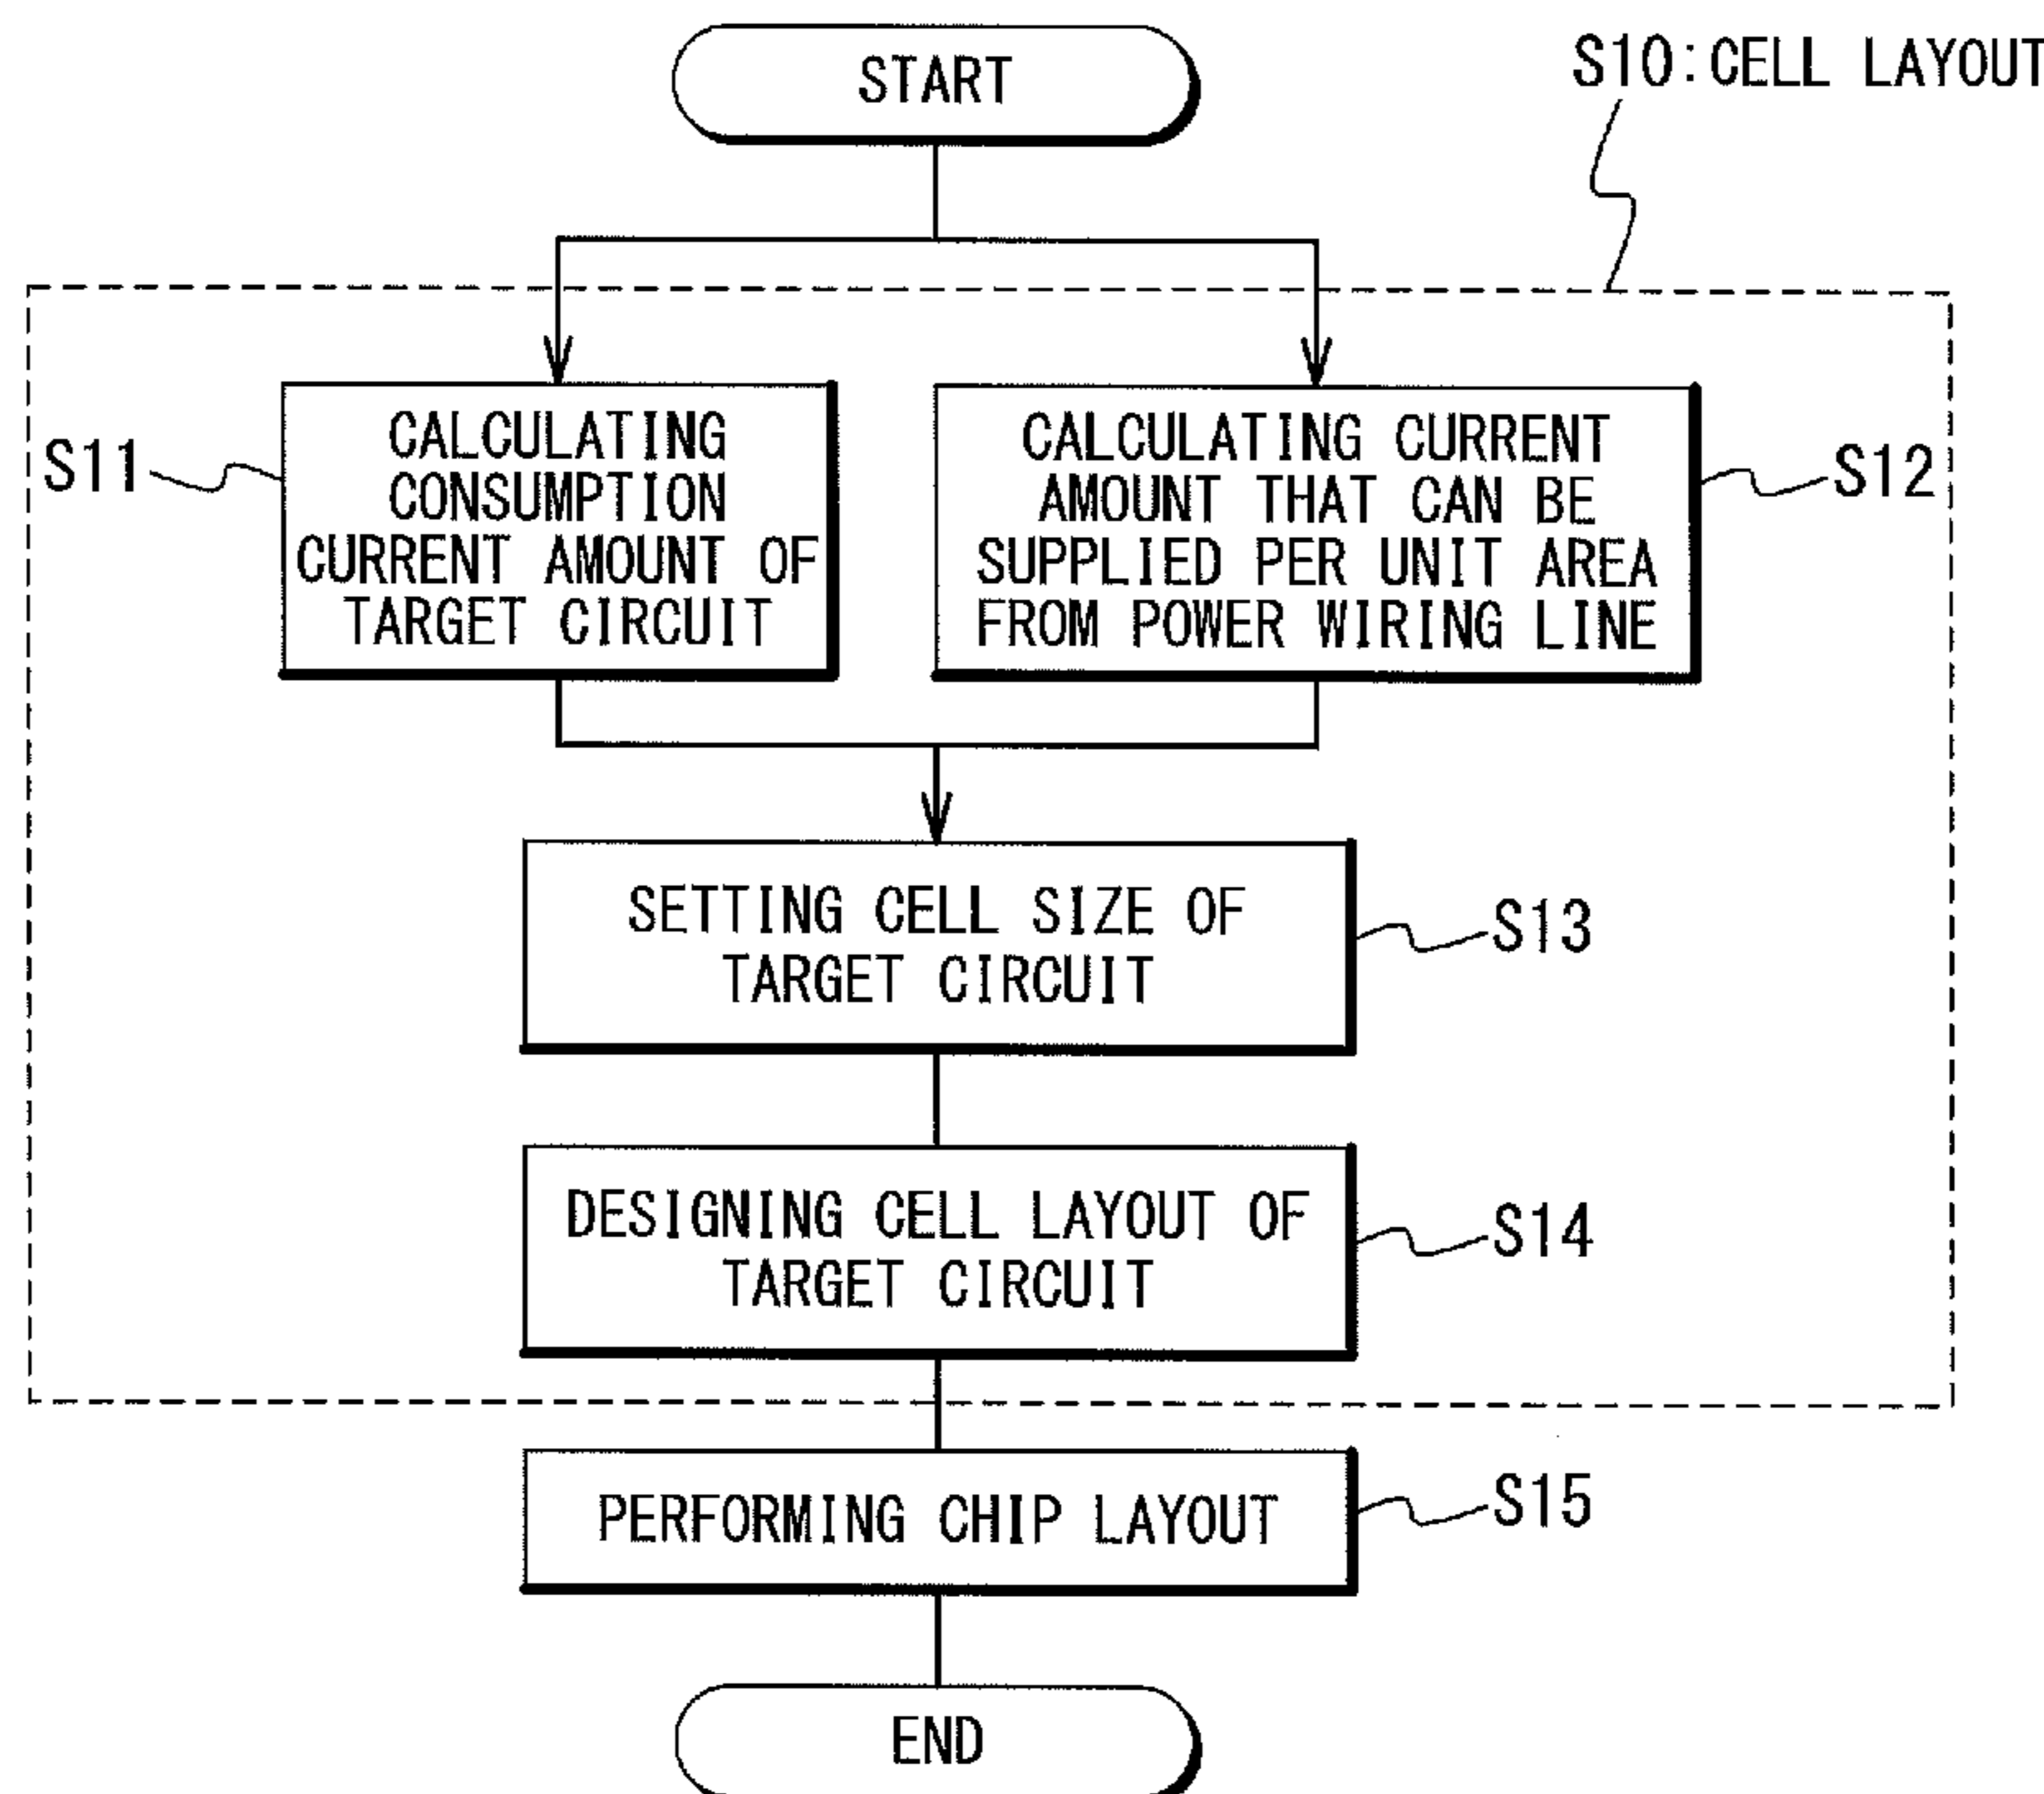 START
S10:CELL LAYOUT
S11
CALCULATING
CONSUMPTION
CURRENT AMOUNT OF
TARGET CIRCUIT
CALCULATING CURRENT
AMOUNT THAT CAN BE
SUPPLIED PER UNIT AREA
FROM POWER WIRING LINE
S12
SETTING CELL SIZE OF
TARGET CIRCUIT
S13
DESIGNING CELL LAYOUT OF
TARGET CIRCUIT
S14
PERFORMING CHIP LAYOUT
S15
END